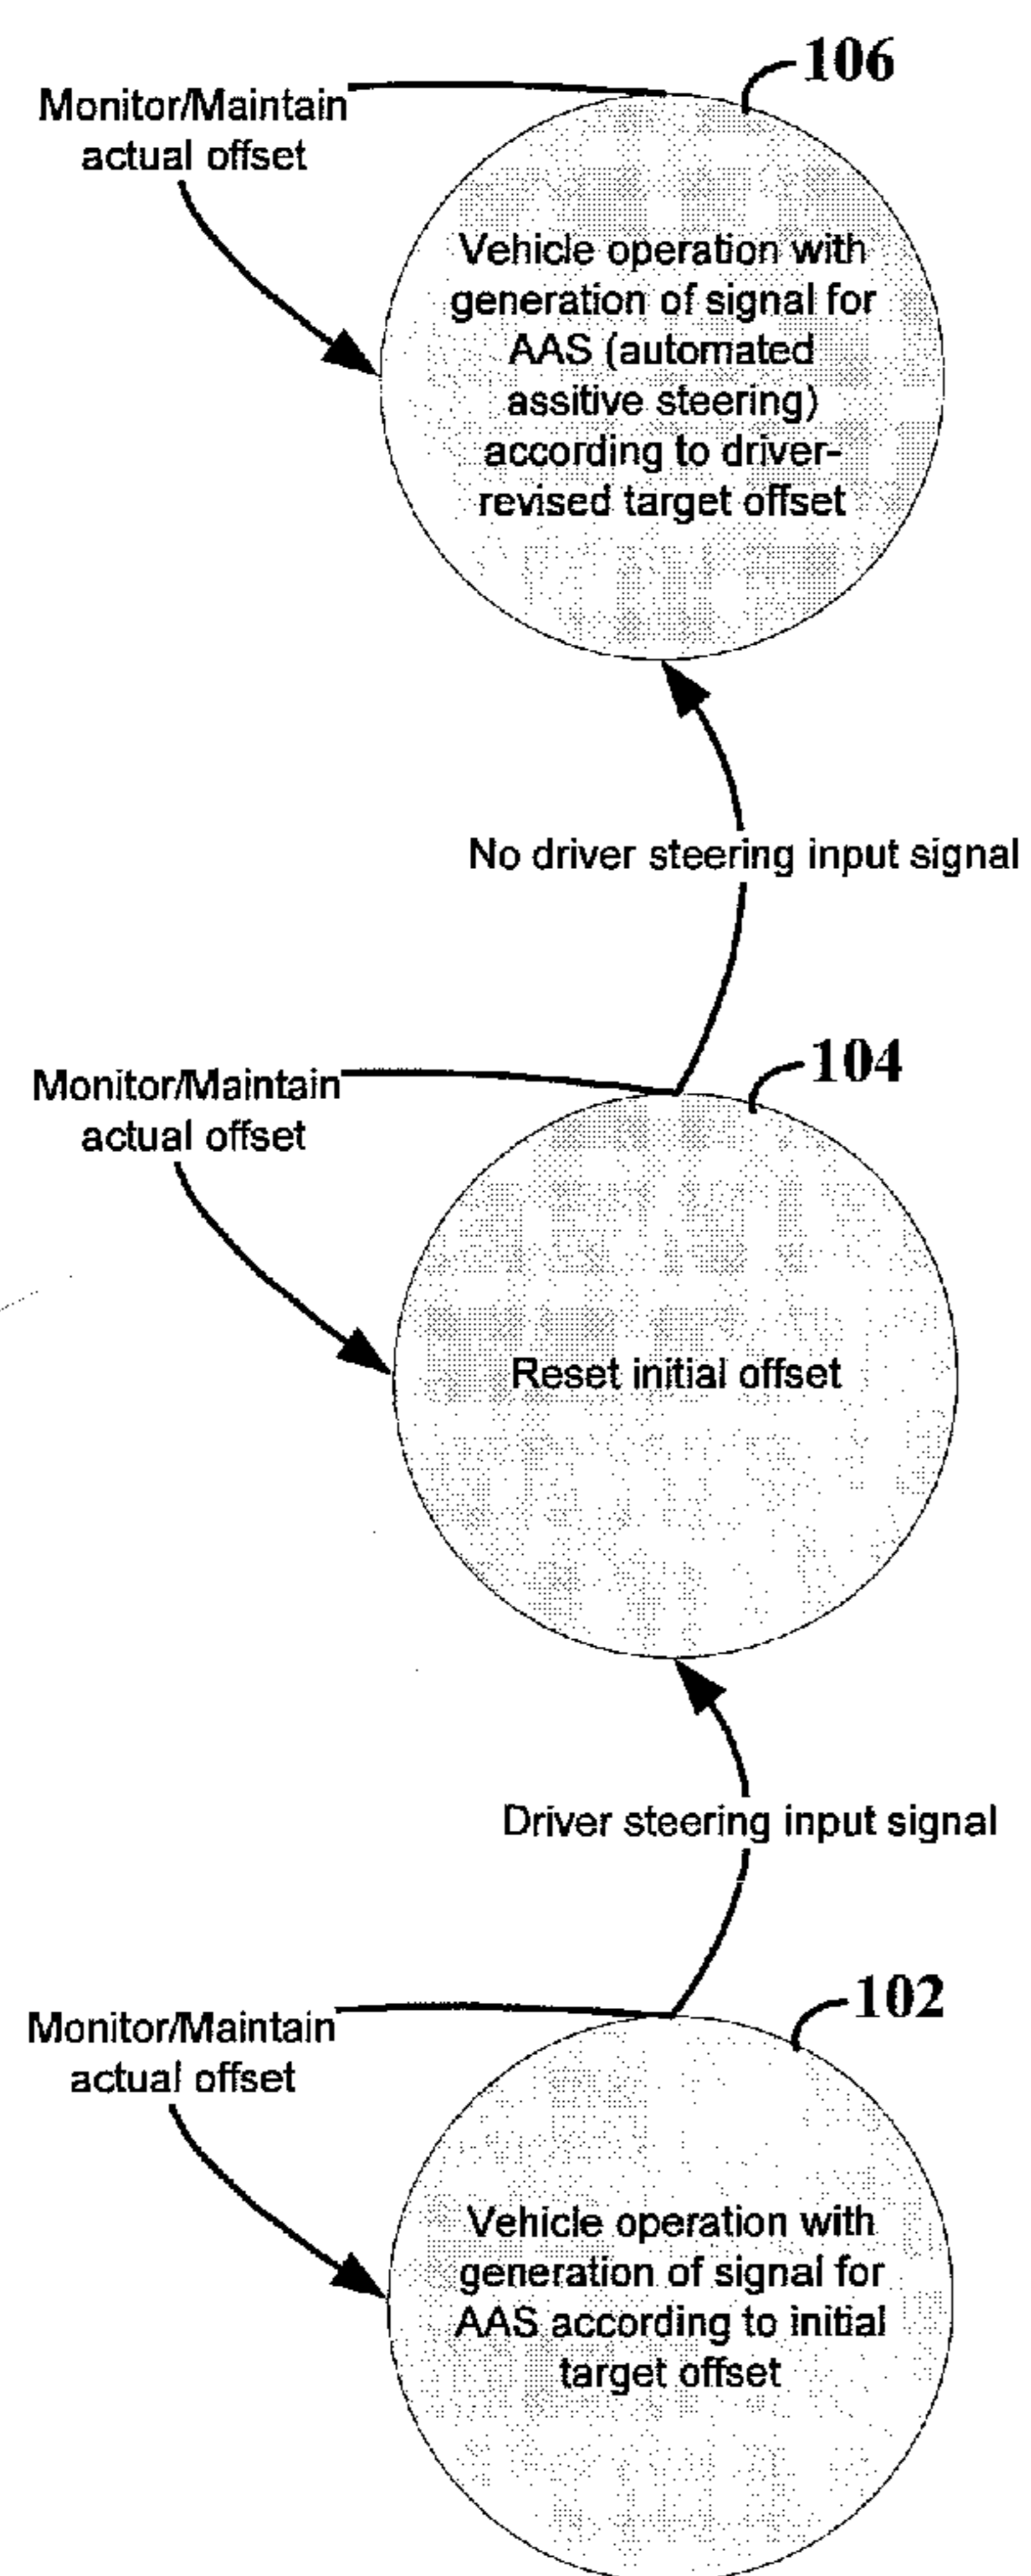 106
Monitor/Maintain
actual offset
Vehicle operation with
generation of signal for
AAS (automated
assitive steering)
according to driver-
revised target offset
No driver steering input signal
104
Monitor/Maintain
actual offset
Reset initial offset
Driver steering input signal
102
Monitor/Maintain
actual offset
Vehicle operation with
generation of signal for
AAS according to initial
target offset